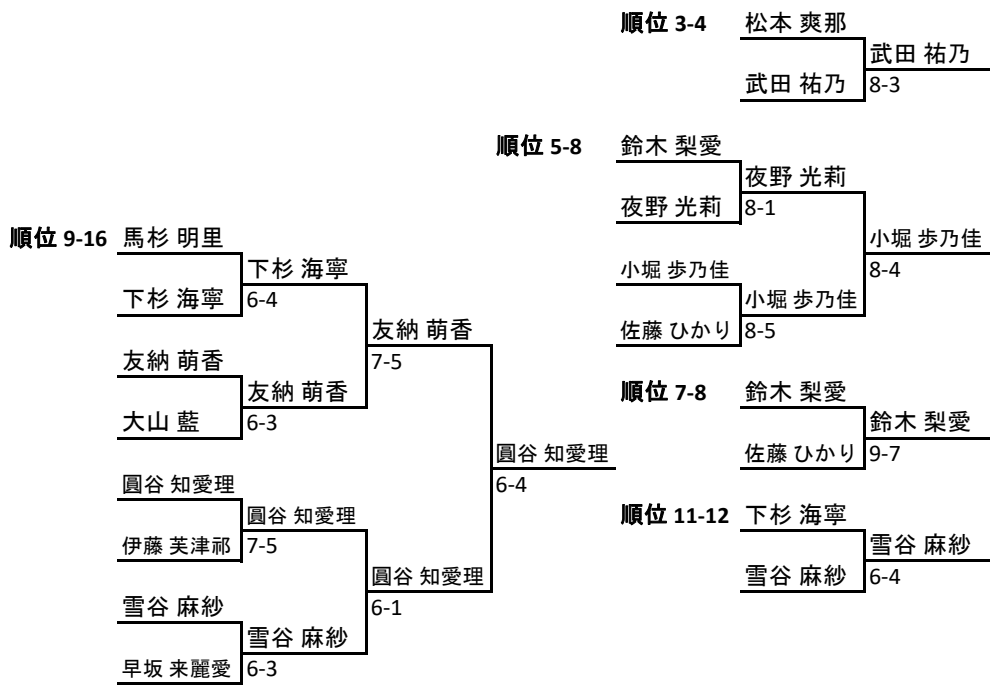 順位 3-4
松本 爽那
武田 祐乃
武田 祐乃
8-3
順位 5-8
鈴木 梨愛
夜野 光莉
夜野 光莉
8-1
小堀 歩乃佳
佐藤 ひかり
小堀 歩乃佳
8-5
小堀 歩乃佳
8-4
順位 9-16
馬杉 明里
下杉 海寧
下杉 海寧
6-4
友納 萌香
大山 藍
友納 萌香
6-3
友納 萌香
7-5
圓谷 知愛理
伊藤 芙津祁
圓谷 知愛理
7-5
雪谷 麻紗
早坂 来麗愛
雪谷 麻紗
6-3
圓谷 知愛理
6-1
圓谷 知愛理
6-4
順位 7-8
鈴木 梨愛
佐藤 ひかり
鈴木 梨愛
9-7
順位 11-12
下杉 海寧
雪谷 麻紗
雪谷 麻紗
6-4